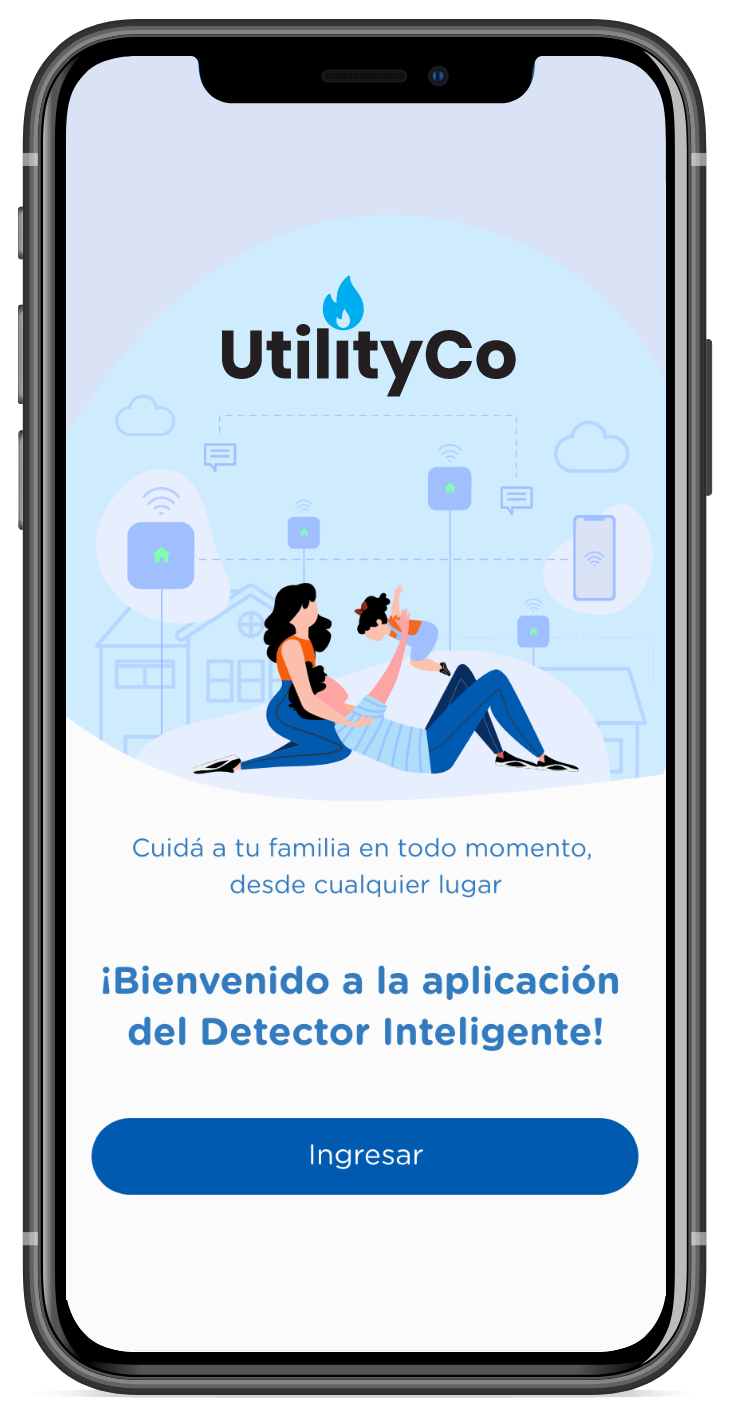 UtilityCo
Cuidá a tu familia en todo momento,
desde cualquier lugar
¡Bienvenido a la aplicación
del Detector Inteligente!
Ingresar